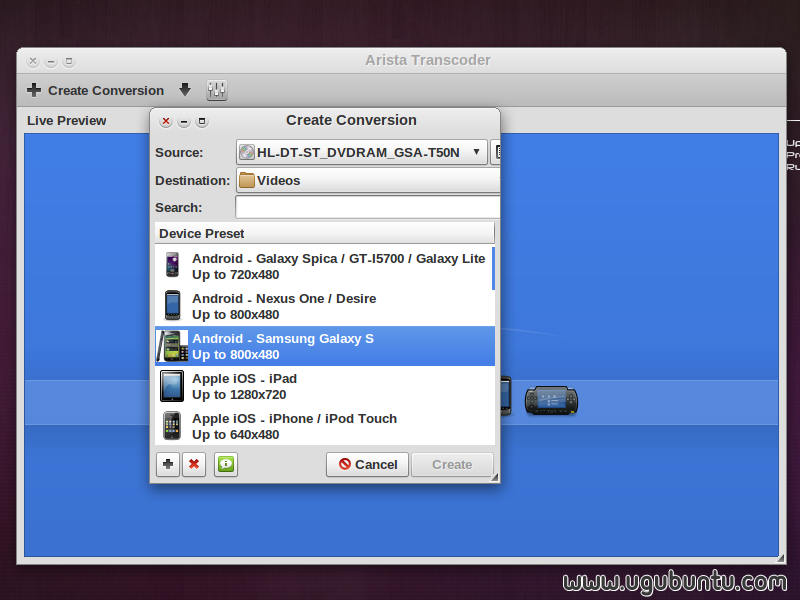 Arista Transcoder
Create Conversion
Live Preview
Create Conversion
Source: HL-DT-ST_DVDRAM_GSA-T50N
Destination: Videos
Search:
Device Preset
Android - Galaxy Spica / GT-I5700 / Galaxy Lite
Up to 720x480
Android - Nexus One / Desire
Up to 800x480
Android - Samsung Galaxy S
Up to 800x480
Apple iOS - iPad
Up to 1280x720
Apple iOS - iPhone / iPod Touch
Up to 640x480
Cancel Create
Up
Pr
Ru
www.ugubuntu.com